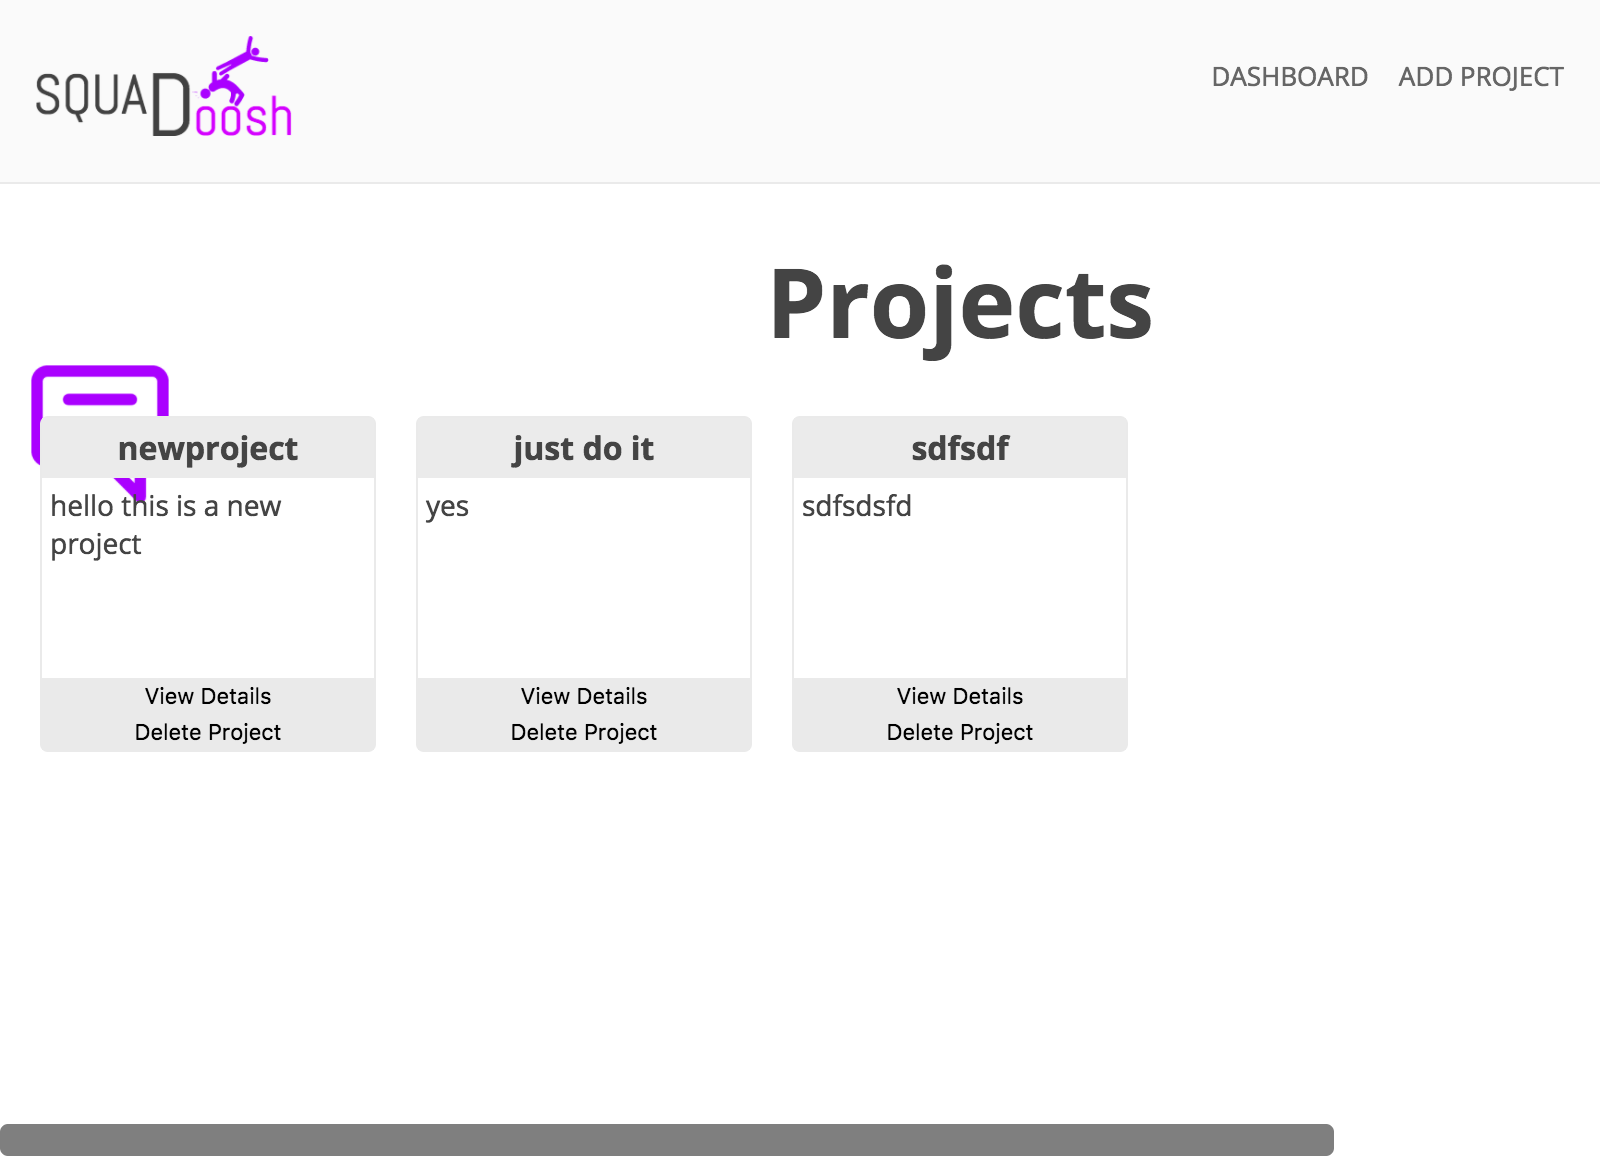 SQUADoosh
DASHBOARD ADD PROJECT
Projects
newproject
hello this is a new
project
View Details
Delete Project
just do it
yes
View Details
Delete Project
sdfsdf
sdfsdsfd
View Details
Delete Project